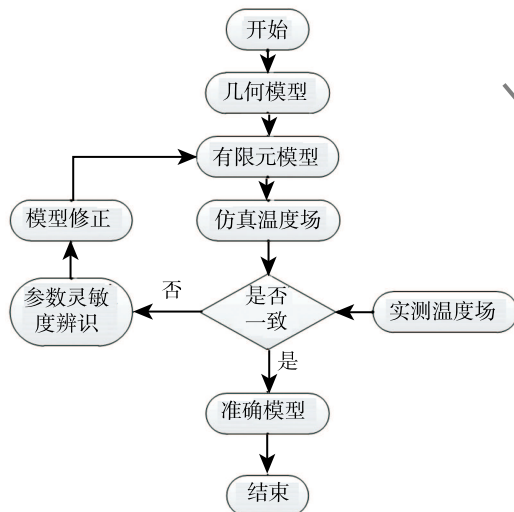 开始
几何模型
有限元模型
模型修正
仿真温度场
参数灵敏
度辨识
否
是否
一致
实测温度场
是
准确模型
结束